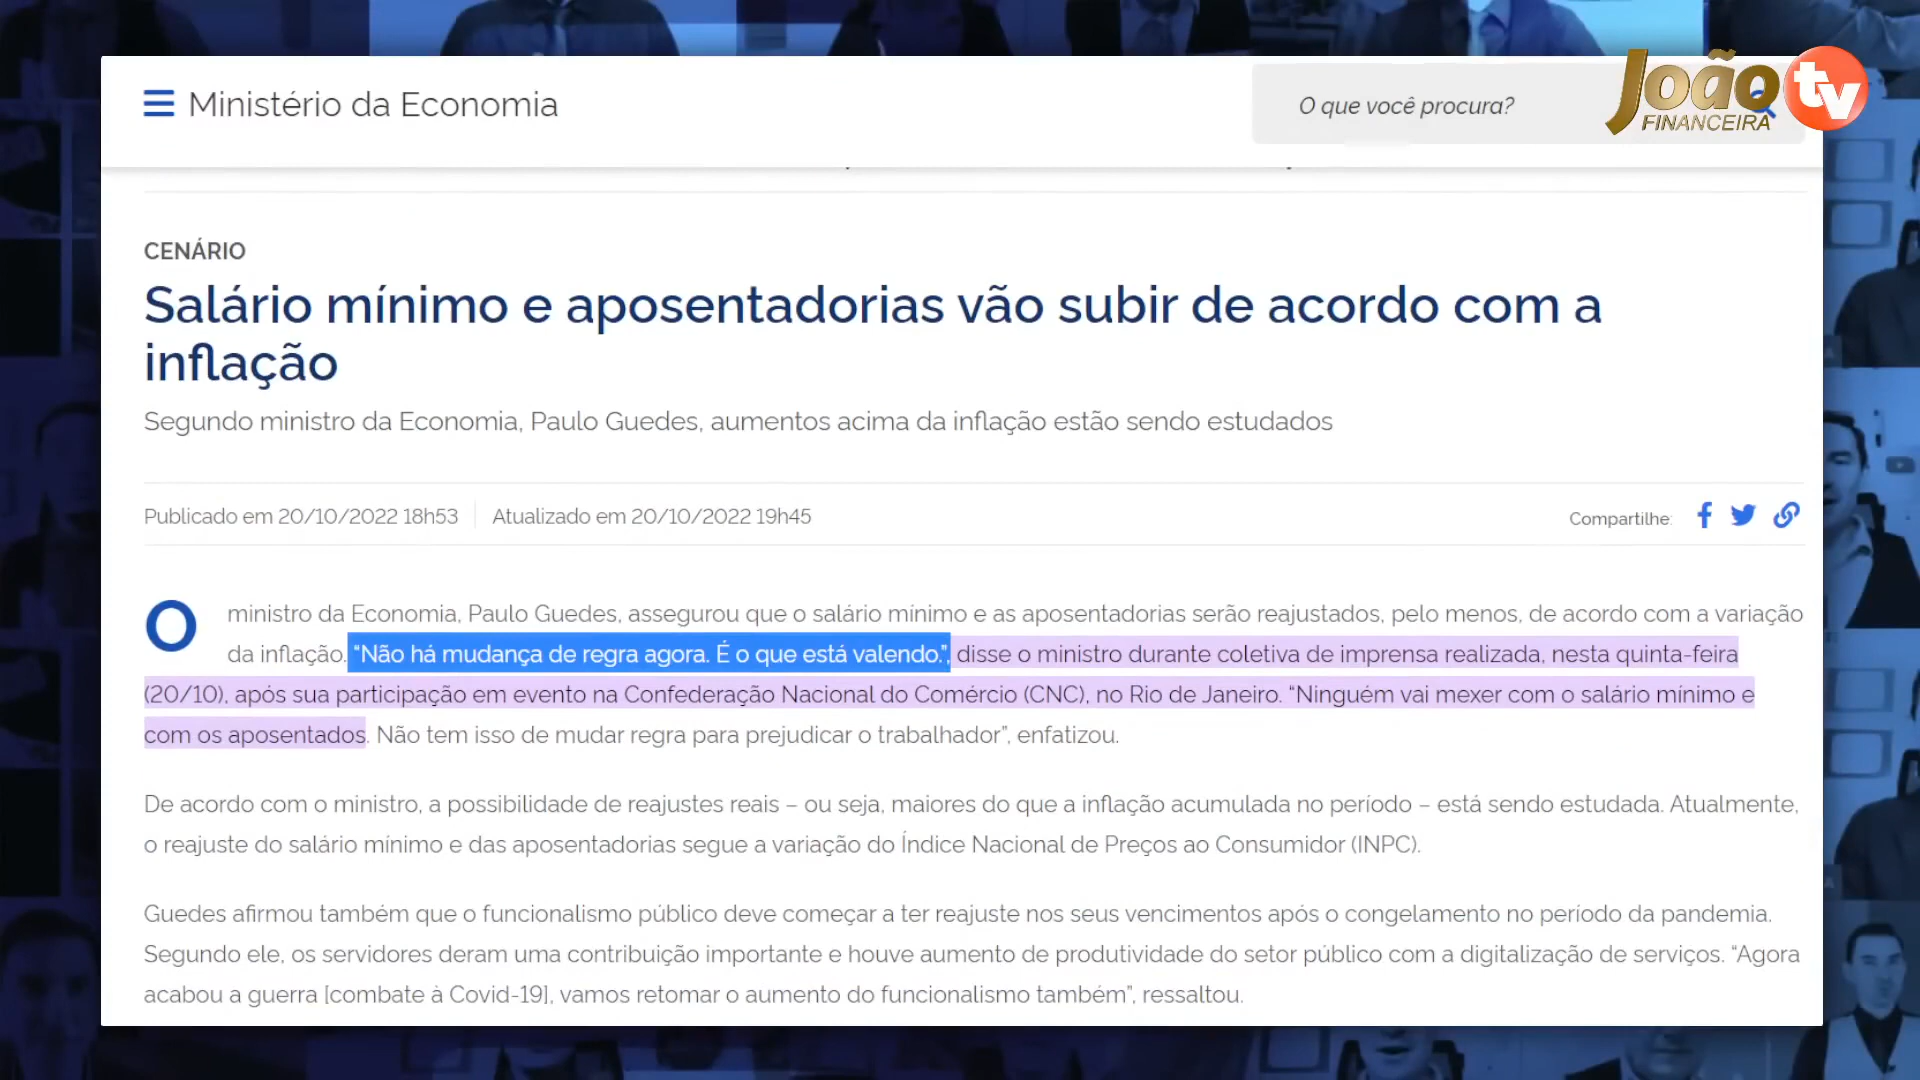 João
FINANCEIRA
tv
Ministério da Economia
O que você procura?
CENÁRIO
Salário mínimo e aposentadorias vão subir de acordo com a
inflação
Segundo ministro da Economia, Paulo Guedes, aumentos acima da inflação estão sendo estudados
Publicado em 20/10/2022 18h53 Atualizado em 20/10/2022 19h45
Compartilhe:
O ministro da Economia, Paulo Guedes, assegurou que o salário mínimo e as aposentadorias serão reajustados, pelo menos, de acordo com a variação
da inflação. “Não há mudança de regra agora. É o que está valendo.”, disse o ministro durante coletiva de imprensa realizada, nesta quinta-feira
(20/10), após sua participação em evento na Confederação Nacional do Comércio (CNC), no Rio de Janeiro. “Ninguém vai mexer com o salário mínimo e
com os aposentados. Não tem isso de mudar regra para prejudicar o trabalhador”, enfatizou.
De acordo com o ministro, a possibilidade de reajustes reais – ou seja, maiores do que a inflação acumulada no período – está sendo estudada. Atualmente,
o reajuste do salário mínimo e das aposentadorias segue a variação do Índice Nacional de Preços ao Consumidor (INPC).
Guedes afirmou também que o funcionalismo público deve começar a ter reajuste nos seus vencimentos após o congelamento no período da pandemia.
Segundo ele, os servidores deram uma contribuição importante e houve aumento de produtividade do setor público com a digitalização de serviços. “Agora
acabou a guerra [combate à Covid-19], vamos retomar o aumento do funcionalismo também”, ressaltou.